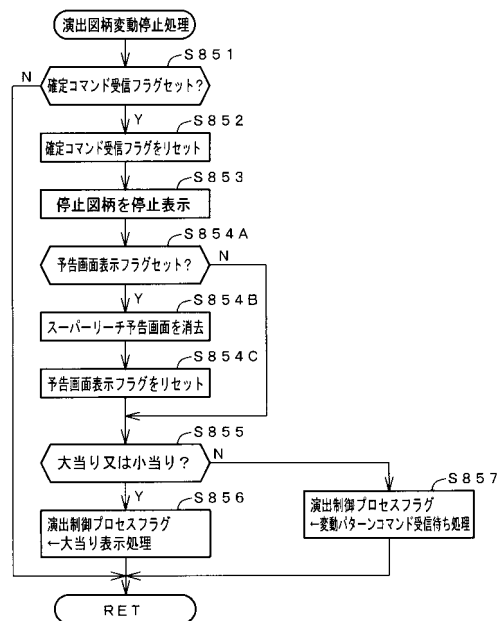 演出図柄変動停止処理
S851
N
確定コマンド受信フラグセット?
Y
S852
確定コマンド受信フラグをリセット
S853
停止図柄を停止表示
S854A
予告画面表示フラグセット?
N
Y
S854B
スーパーリーチ予告画面を消去
S854C
予告画面表示フラグをリセット
S855
大当り又は小当り?
N
Y
S856
演出制御プロセスフラグ
←大当り表示処理
S857
演出制御プロセスフラグ
←変動パターンコマンド受信待ち処理
RET